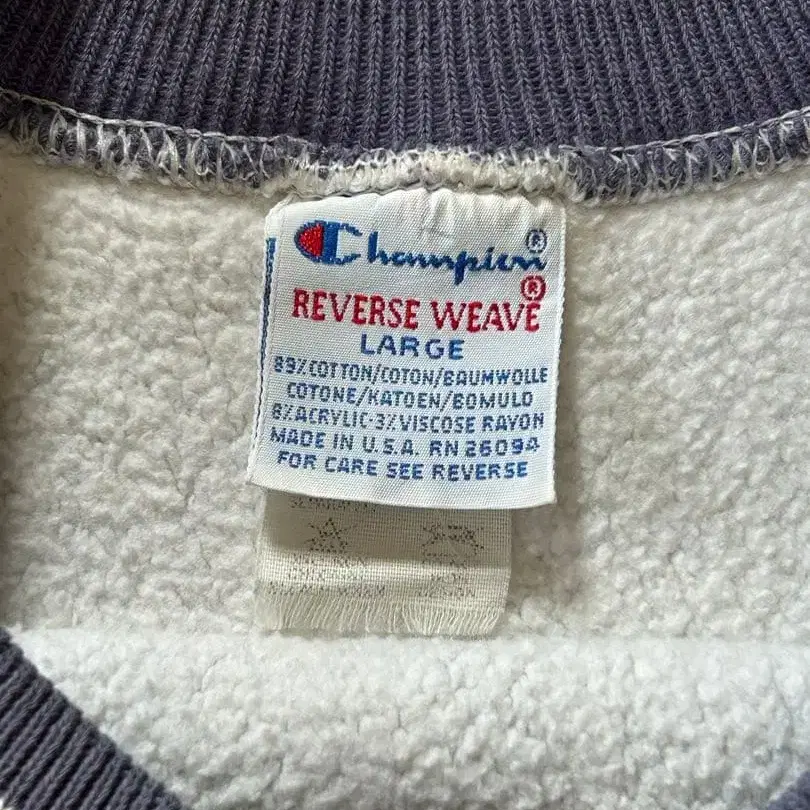 Champion®
REVERSE WEAVE®
LARGE
89%COTTON/COTON/BAUMWOLLE
COTONE/KATOEN/BOMULD
8%ACRYLIC-3%VISCOSE RAYON
MADE IN U.S.A. RN 26094
FOR CARE SEE REVERSE